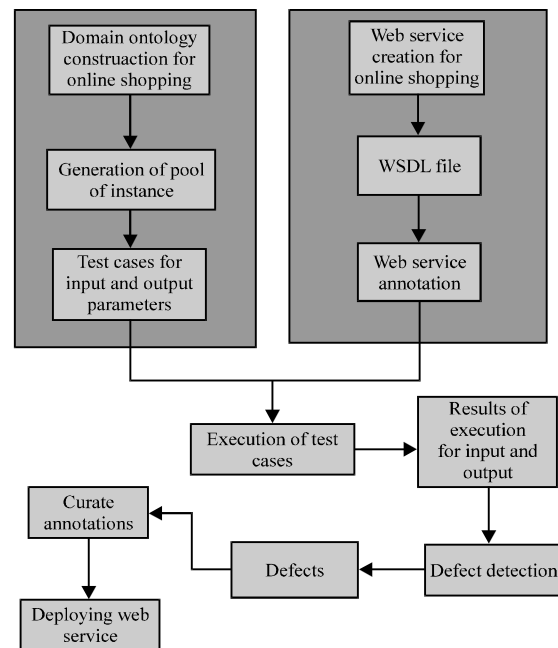 Domain ontology
construaction for
online shopping
Generation of pool
of instance
Test cases for
input and output
parameters
Web service
creation for
online shopping
WSDL file
Web service
annotation
Execution of test
cases
Results of
execution
for input and
output
Defect detection
Defects
Curate
annotations
Deploying web
service